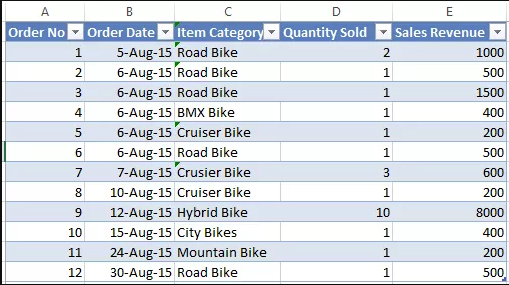 A B C D E
Order No Order Date Item Category Quantity Sold Sales Revenue
1 5-Aug-15 Road Bike 2 1000
2 6-Aug-15 Road Bike 1 500
3 6-Aug-15 Road Bike 1 1500
4 6-Aug-15 BMX Bike 1 400
5 6-Aug-15 Cruiser Bike 1 200
6 6-Aug-15 Road Bike 1 500
7 7-Aug-15 Crusier Bike 3 600
8 10-Aug-15 Cruiser Bike 1 200
9 12-Aug-15 Hybrid Bike 10 8000
10 15-Aug-15 City Bikes 1 400
11 24-Aug-15 Mountain Bike 1 200
12 30-Aug-15 Road Bike 1 500